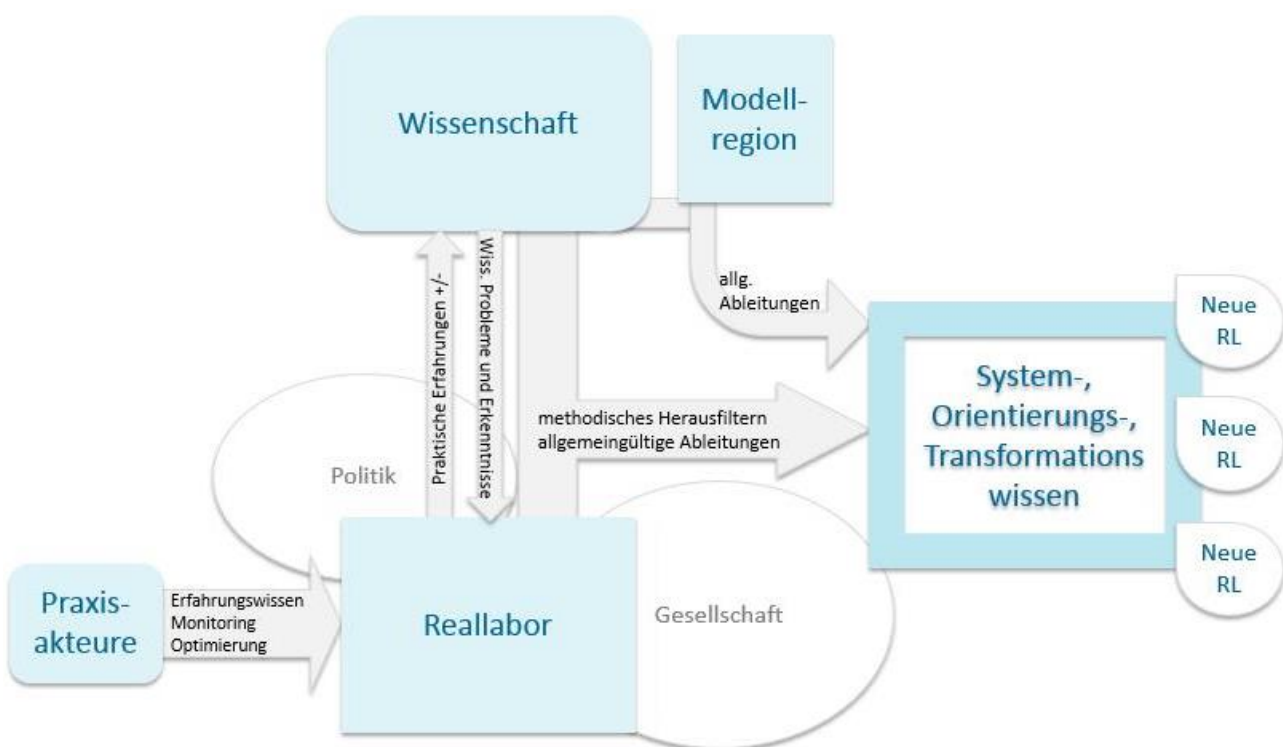 Wissenschaft
Modell-
region
Praktische Erfahrungen +/-
Wiss. Probleme und Erkenntnisse
allg.
Ableitungen
methodisches Herausfiltern
allgemeingültige Ableitungen
System-,
Orientierungs-,
Transformations
wissen
Neue
RL
Neue
RL
Neue
RL
Politik
Gesellschaft
Praxis-
akteure
Erfahrungswissen
Monitoring
Optimierung
Reallabor